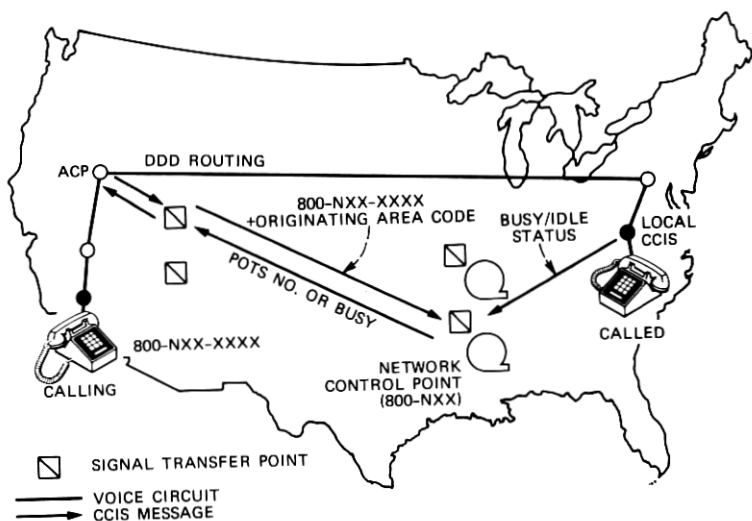 ACP
DDD ROUTING
800-NXX-XXXX
+ORIGINATING AREA CODE
BUSY/IDLE
STATUS
LOCAL
CCIS
POTS NO. OR BUSY
CALLED
800-NXX-XXXX
CALLING
NETWORK
CONTROL POINT
(800-NXX)
SIGNAL TRANSFER POINT
VOICE CIRCUIT
CCIS MESSAGE